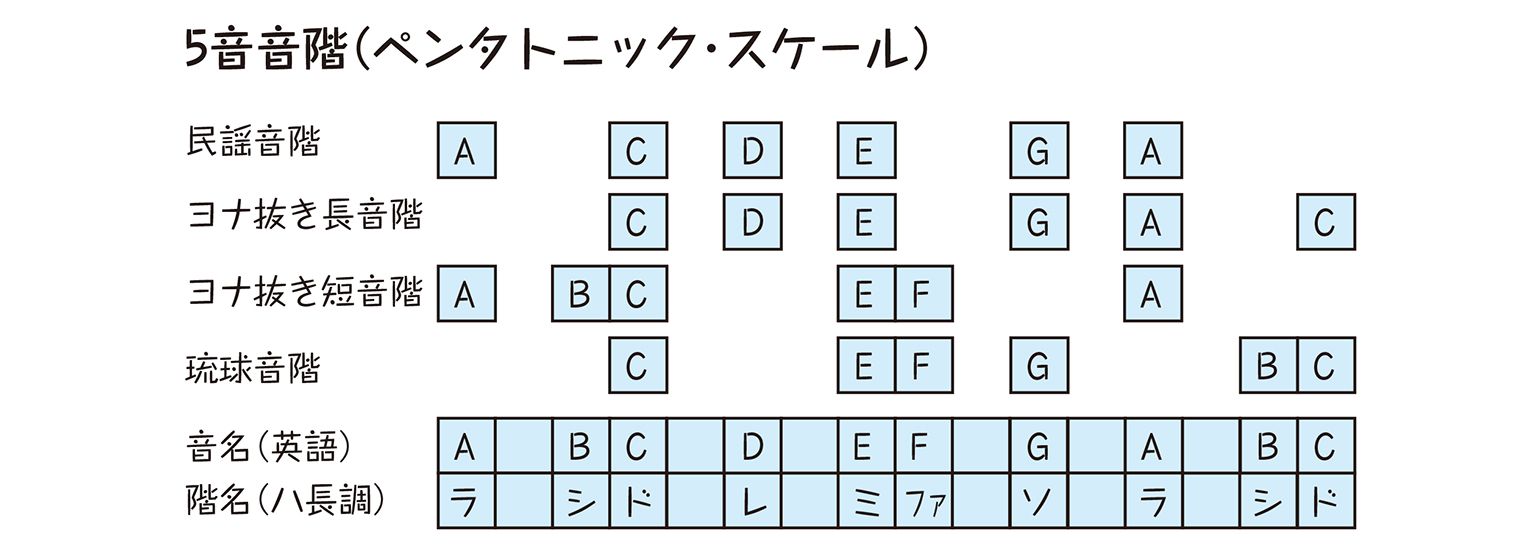 5音音階(ペンタトニック・スケール)
民謡音階 A C D E G A
ヨナ抜き長音階 C D E G A C
ヨナ抜き短音階 A B C E F A
琉球音階 C E F G B C
音名(英語) A B C D E F G A B C
階名(ハ長調) ラ シ ド レ ミ ファ ソ ラ シ ド